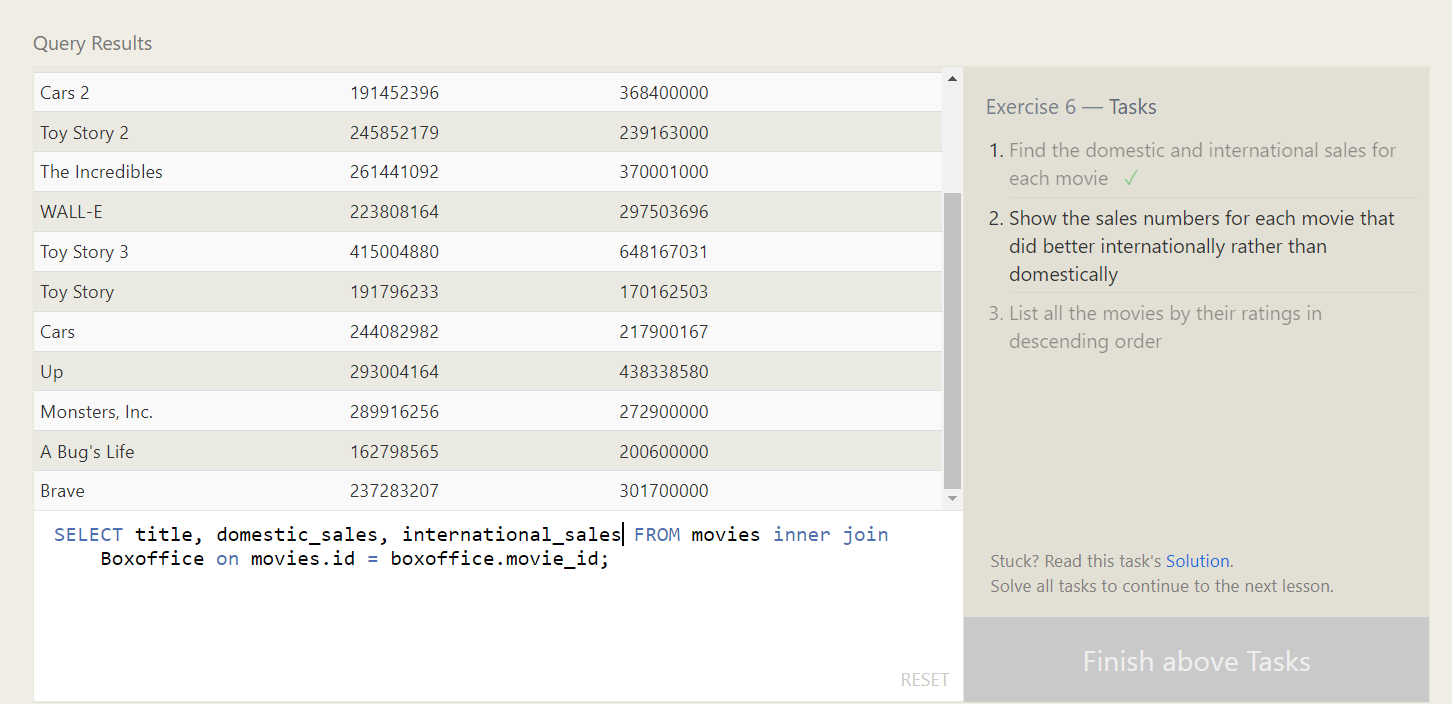 Query Results
Cars 2 191452396 368400000
Toy Story 2 245852179 239163000
The Incredibles 261441092 370001000
WALL-E 223808164 297503696
Toy Story 3 415004880 648167031
Toy Story 191796233 170162503
Cars 244082982 217900167
Up 293004164 438338580
Monsters, Inc. 289916256 272900000
A Bug's Life 162798565 200600000
Brave 237283207 301700000
SELECT title, domestic_sales, international_sales FROM movies inner join
Boxoffice on movies.id = boxoffice.movie_id;
RESET
Exercise 6 — Tasks
1. Find the domestic and international sales for
each movie ✓
2. Show the sales numbers for each movie that
did better internationally rather than
domestically
3. List all the movies by their ratings in
descending order
Stuck? Read this task's Solution.
Solve all tasks to continue to the next lesson.
Finish above Tasks